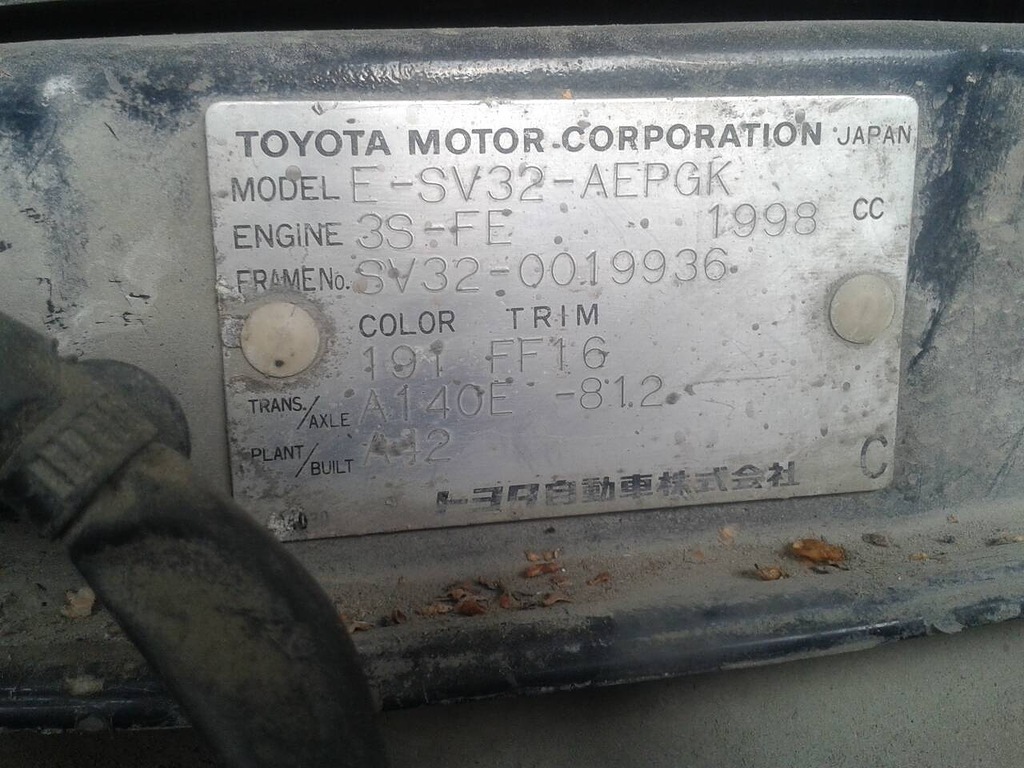 TOYOTA MOTOR CORPORATION JAPAN
MODEL E-SV32-AEPGK
ENGINE 3S-FE 1998 CC
FRAME No. SV32-0019936
COLOR TRIM
191 FF16
TRANS./AXLE A140E -812
PLANT/BUILT A42
トヨタ自動車株式会社 C